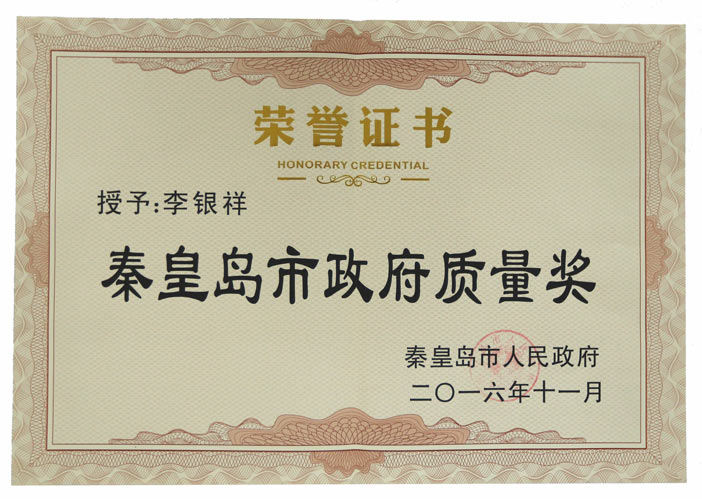 荣誉证书
HONORARY CREDENTIAL
授予:李银祥
秦皇岛市政府质量奖
秦皇岛市人民政府
二〇一六年十一月